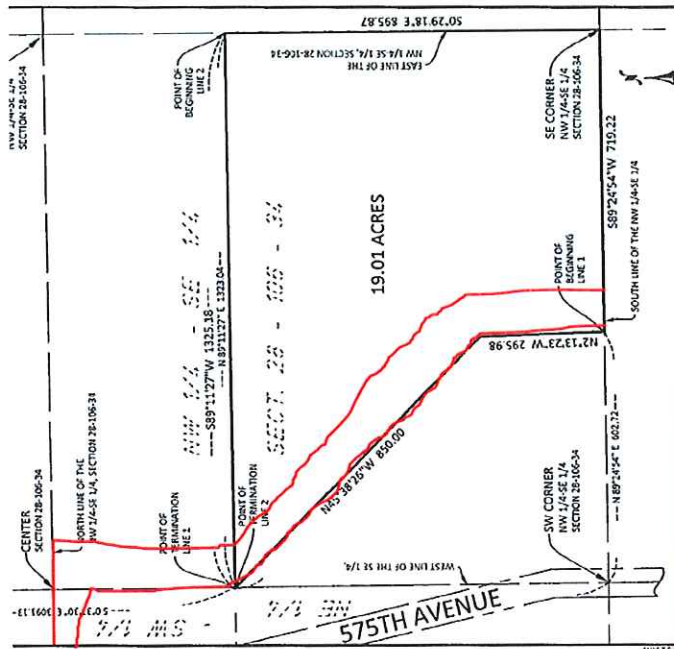 S0°29'18"E 895.87
NW 1/4-SE 1/4
SECTION 28-106-34
POINT OF
BEGINNING
LINE 2
EAST LINE OF THE
NW 1/4-SE 1/4, SECTION 28-106-34
SE CORNER
NW 1/4-SE 1/4
SECTION 28-106-34
S89°24'54"W 719.22
NW 1/4 - SE 1/4
---S89°11'27"W 1325.18---
SECT. 28 - 106 - 34
19.01 ACRES
POINT OF
BEGINNING
LINE 1
SOUTH LINE OF THE NW 1/4-SE 1/4
N2°13'23"W 295.98
CENTER
SECTION 28-106-34
NORTH LINE OF THE
NW 1/4-SE 1/4, SECTION 28-106-34
POINT OF
TERMINATION
LINE 1
POINT OF
TERMINATION
LINE 2
N45°38'26"W 850.00
---N 89°24'54" E 602.72---
SW CORNER
NW 1/4-SE 1/4
SECTION 28-106-34
WEST LINE OF THE SE 1/4
NE 1/4 - SW 1/4
575TH AVENUE